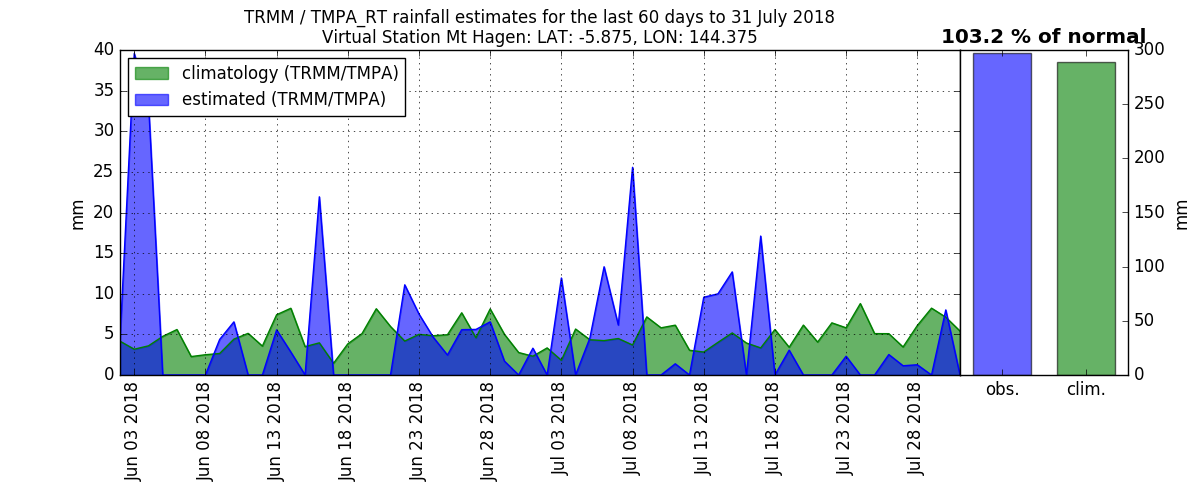 TRMM / TMPA_RT rainfall estimates for the last 60 days to 31 July 2018
Virtual Station Mt Hagen: LAT: -5.875, LON: 144.375
103.2 % of normal
climatology (TRMM/TMPA)
estimated (TRMM/TMPA)
40
35
30
25
20
15
10
5
0
mm
300
250
200
150
100
50
0
mm
obs.
clim.
Jun 03 2018
Jun 08 2018
Jun 13 2018
Jun 18 2018
Jun 23 2018
Jun 28 2018
Jul 03 2018
Jul 08 2018
Jul 13 2018
Jul 18 2018
Jul 23 2018
Jul 28 2018